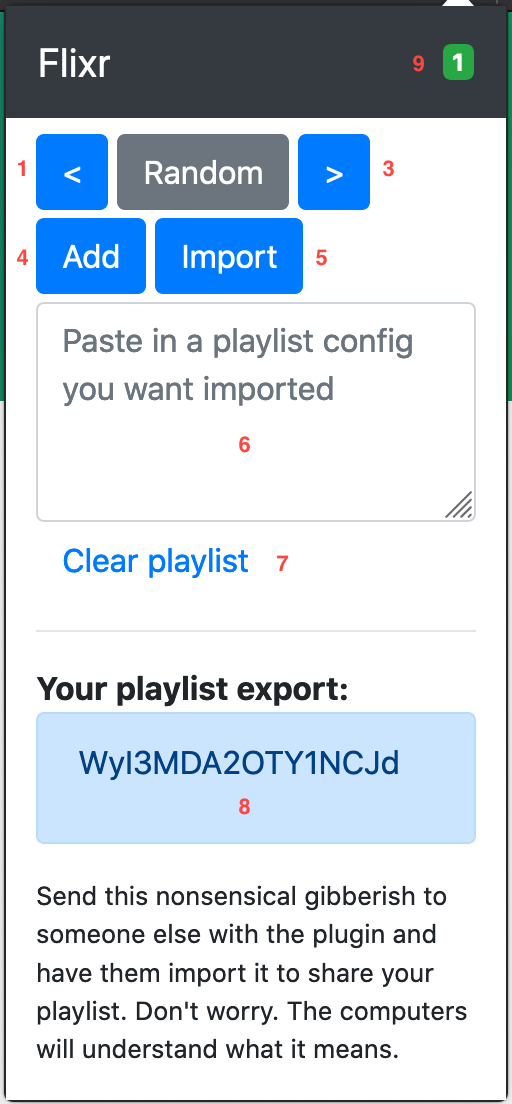 Flixr 9 1
1 < Random > 3
4 Add Import 5
Paste in a playlist config
you want imported
6
Clear playlist 7
Your playlist export:
WyI3MDA2OTY1NCJd
8
Send this nonsensical gibberish to
someone else with the plugin and
have them import it to share your
playlist. Don't worry. The computers
will understand what it means.